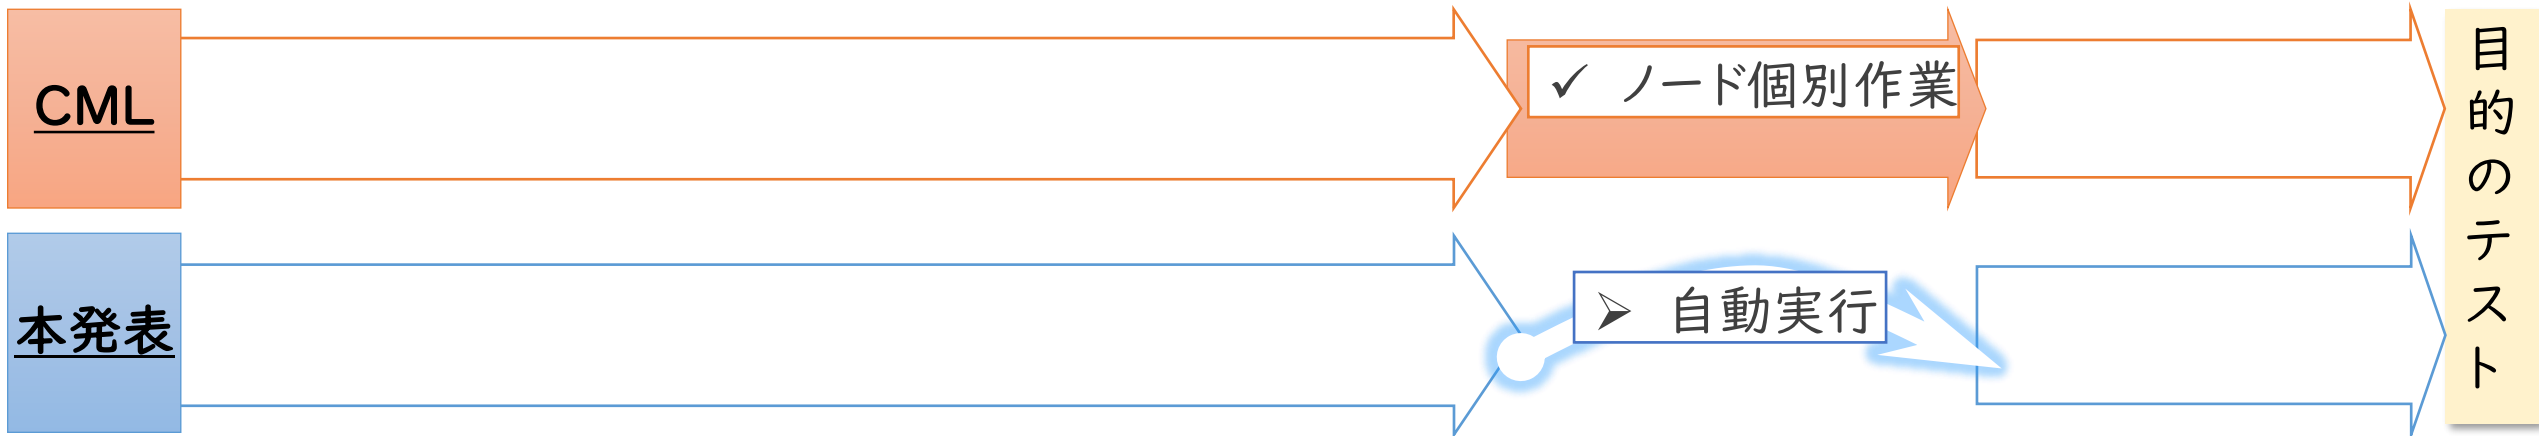 CML
✓ ノード個別作業
本発表
➢ 自動実行
目的のテスト